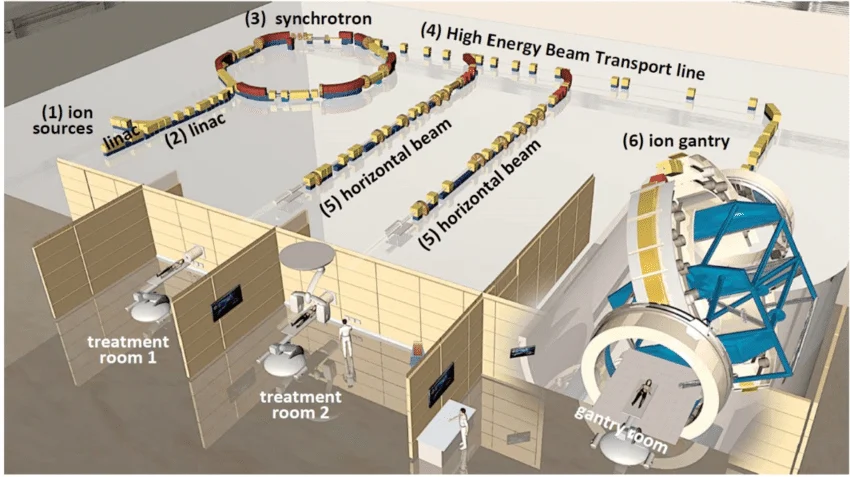 (3) synchrotron
(4) High Energy Beam Transport line
(1) ion
sources
linac
(2) linac
(5) horizontal beam
(5) horizontal beam
(6) ion gantry
treatment
room 1
treatment
room 2
gantry room